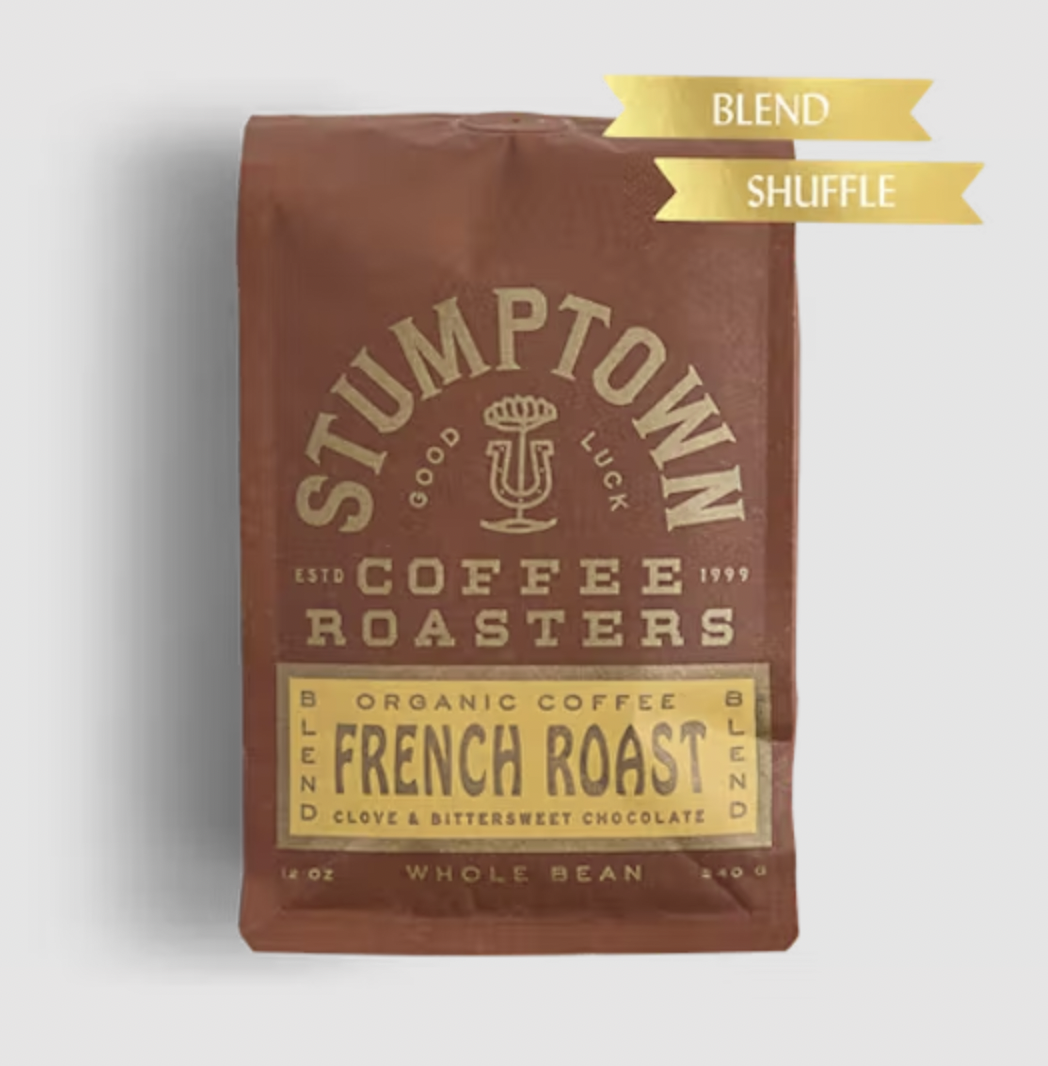 BLEND
SHUFFLE
STUMPTOWN
GOOD LUCK
ESTD COFFEE 1999
ROASTERS
BLEND
ORGANIC COFFEE
FRENCH ROAST
CLOVE & BITTERSWEET CHOCOLATE
BLEND
12 OZ WHOLE BEAN 340 G